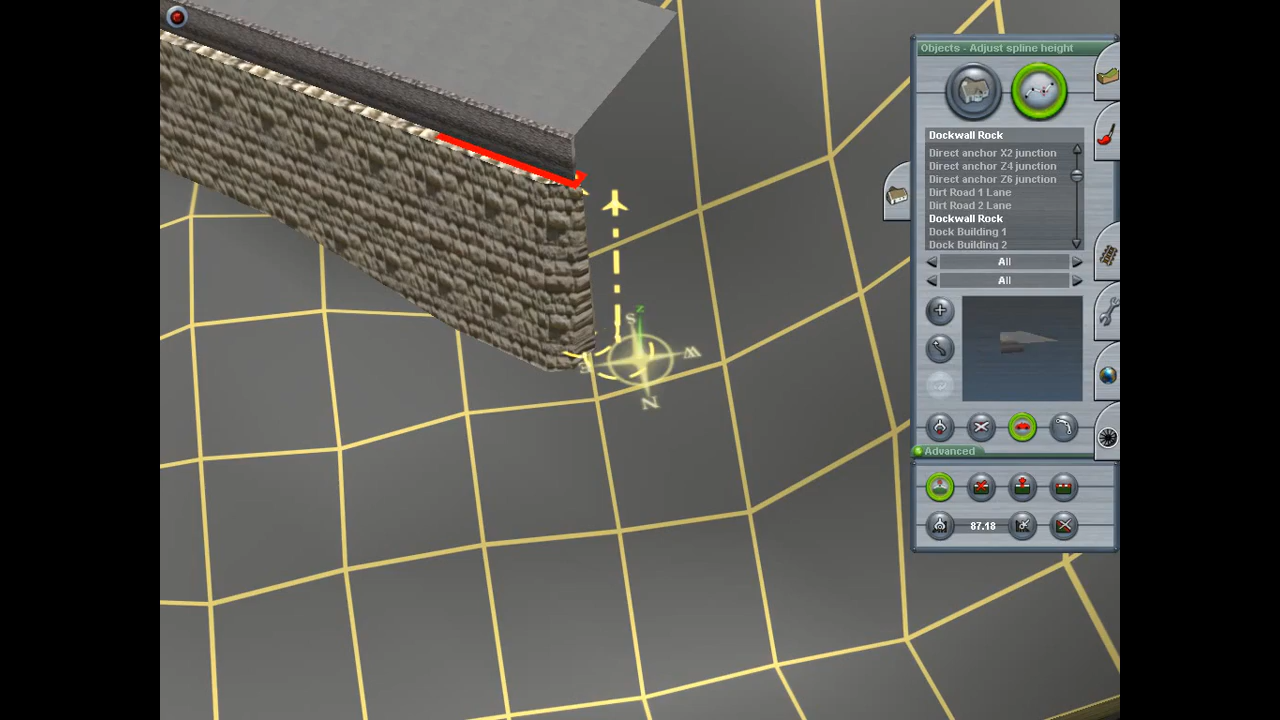 Objects - Adjust spline height
Dockwall Rock
Direct anchor X2 junction
Direct anchor Z4 junction
Direct anchor Z6 junction
Dirt Road 1 Lane
Dirt Road 2 Lane
Dockwall Rock
Dock Building 1
Dock Building 2
All
All
Z
S
W
E
N
Advanced
87.18